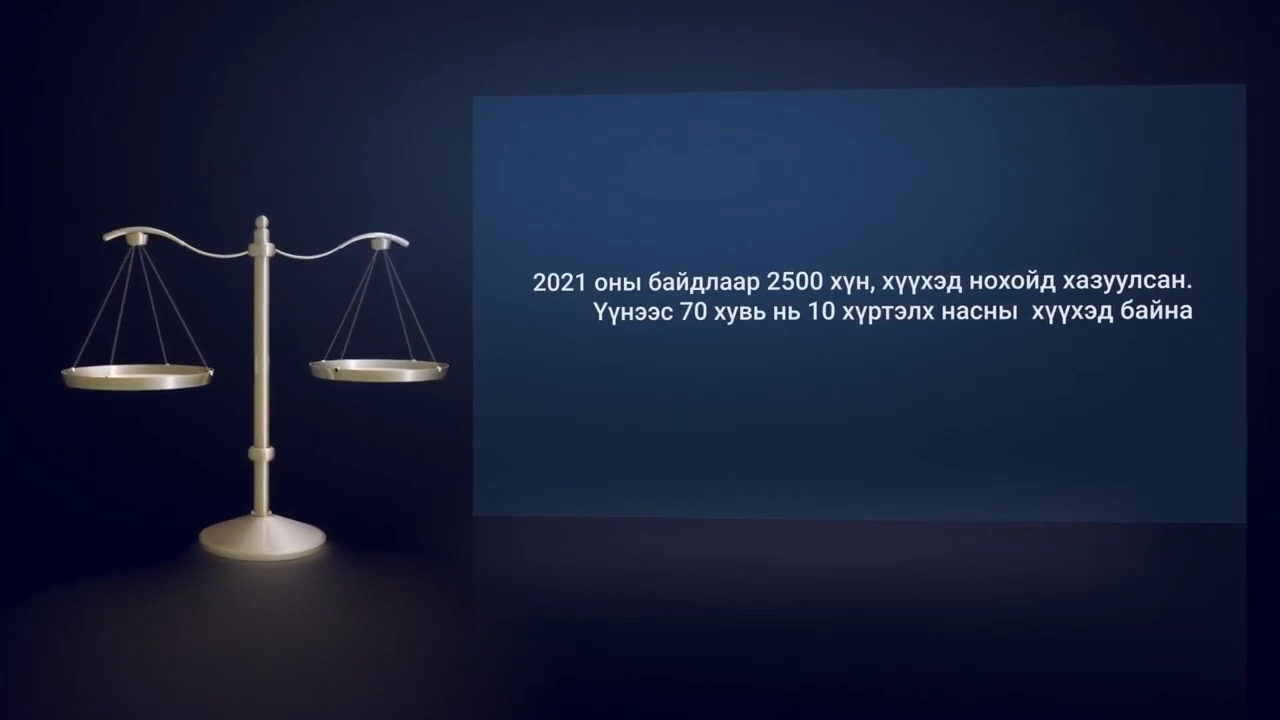 2021 оны байдлаар 2500 хүн, хүүхэд нохойд хазуулсан.
Үүнээс 70 хувь нь 10 хүртэлх насны хүүхэд байна